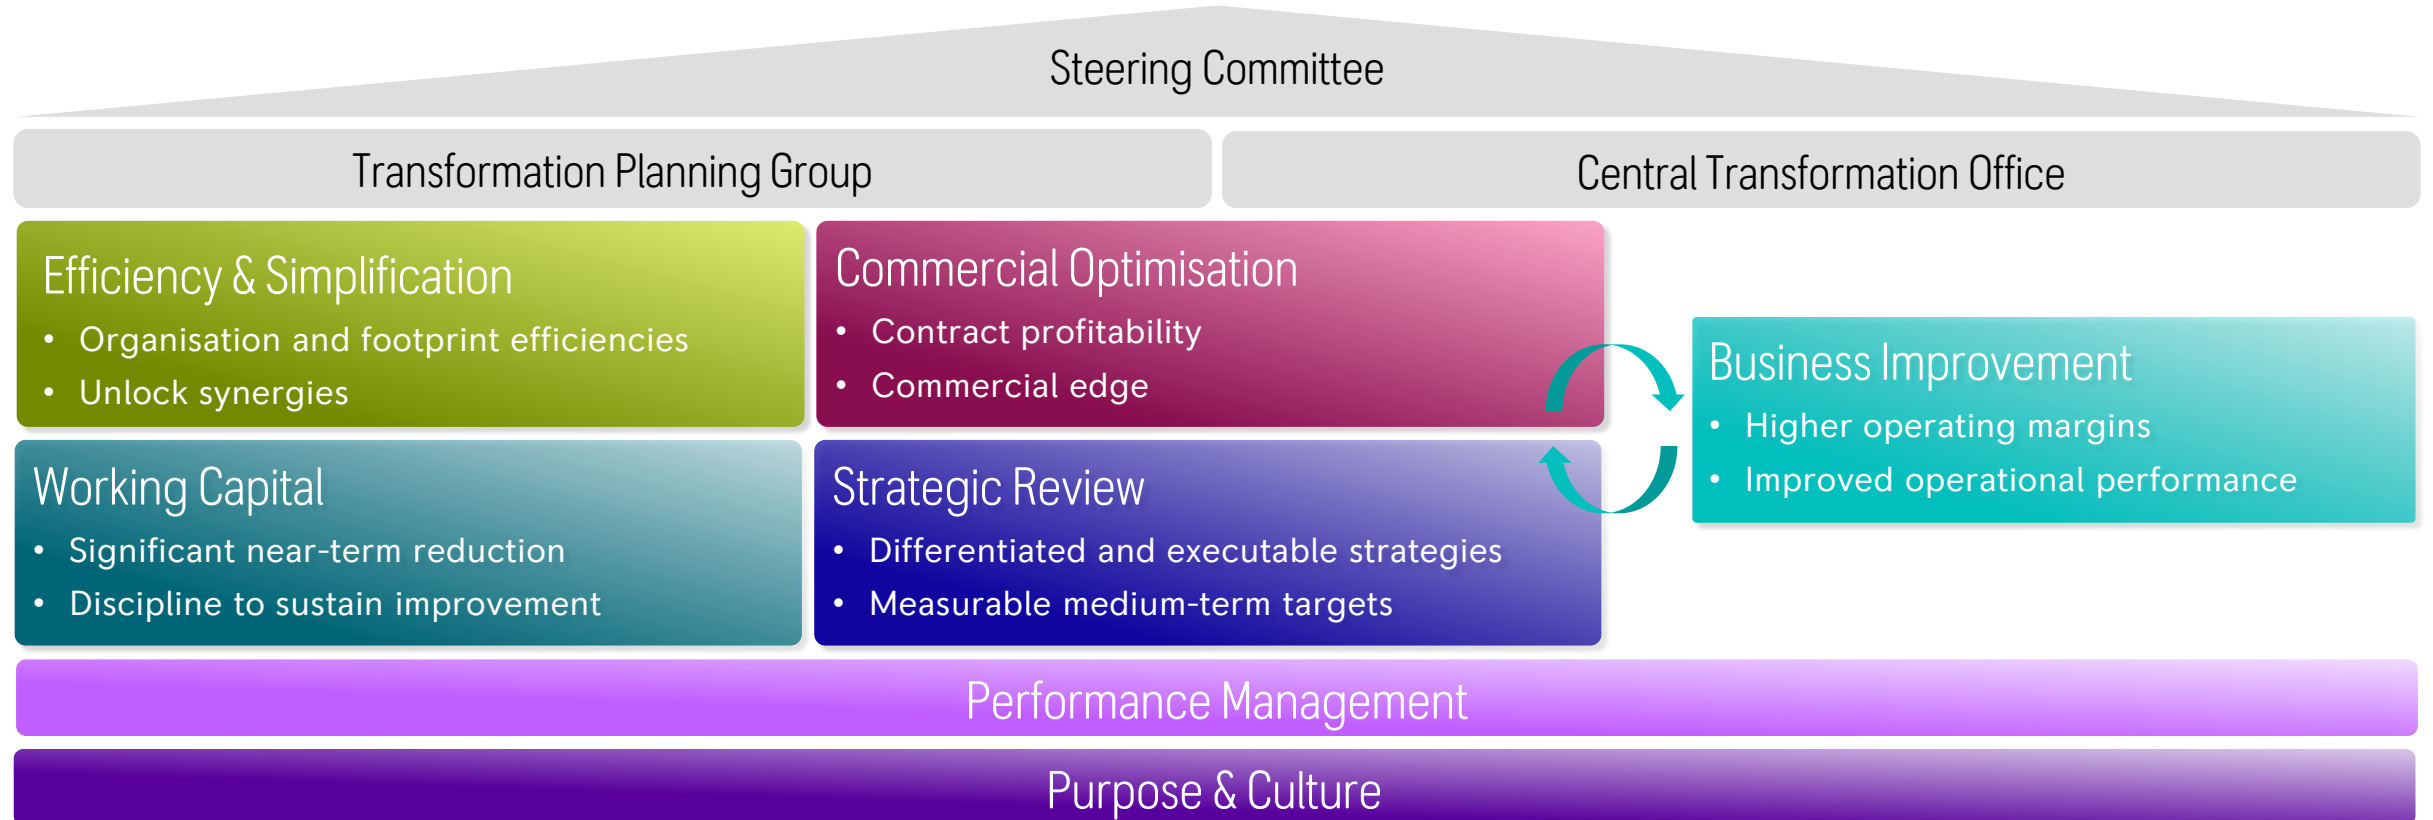 Steering Committee
Transformation Planning Group
Central Transformation Office
Efficiency & Simplification
• Organisation and footprint efficiencies
• Unlock synergies
Commercial Optimisation
• Contract profitability
• Commercial edge
Working Capital
• Significant near-term reduction
• Discipline to sustain improvement
Strategic Review
• Differentiated and executable strategies
• Measurable medium-term targets
Business Improvement
• Higher operating margins
• Improved operational performance
Performance Management
Purpose & Culture